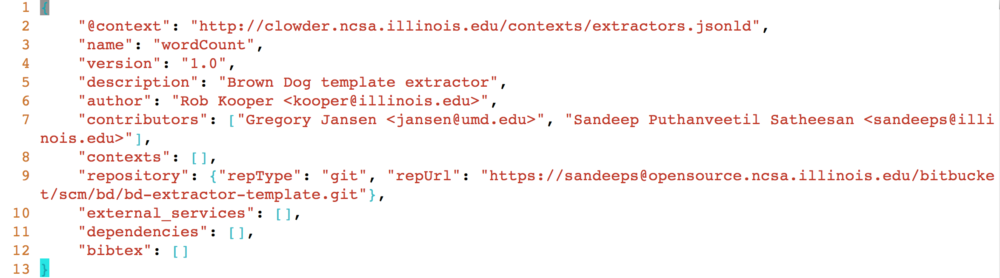 1 {
2     "@context": "http://clowder.ncsa.illinois.edu/contexts/extractors.jsonld",
3     "name": "wordCount",
4     "version": "1.0",
5     "description": "Brown Dog template extractor",
6     "author": "Rob Kooper <kooper@illinois.edu>",
7     "contributors": ["Gregory Jansen <jansen@umd.edu>", "Sandeep Puthanveetil Satheesan <sandeeps@illi
nois.edu>"],
8     "contexts": [],
9     "repository": {"repType": "git", "repUrl": "https://sandeeps@opensource.ncsa.illinois.edu/bitbucke
t/scm/bd/bd-extractor-template.git"},
10     "external_services": [],
11     "dependencies": [],
12     "bibtex": []
13 }